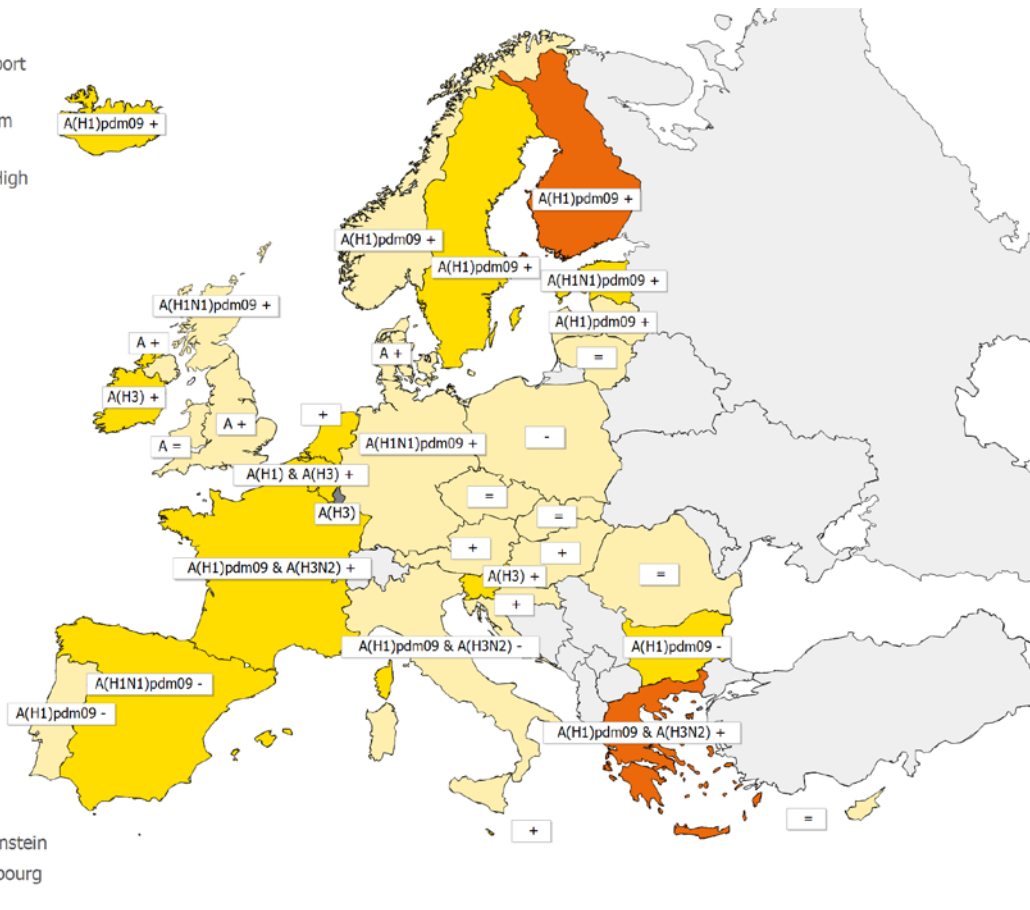 ort
m
High
A(H1)pdm09 +
A(H1)pdm09 +
A(H1)pdm09 +
A(H1)pdm09 +
A(H1N1)pdm09 +
A(H1N1)pdm09 +
A(H1)pdm09 +
A +
A +
=
A(H3) +
+
A +
A(H1N1)pdm09 +
-
A =
A(H1) & A(H3) +
=
A(H3)
=
+
+
A(H1)pdm09 & A(H3N2) +
A(H3) +
=
+
A(H1)pdm09 & A(H3N2) -
A(H1)pdm09 -
A(H1N1)pdm09 -
A(H1)pdm09 -
A(H1)pdm09 & A(H3N2) +
=
+
nstein
bourg